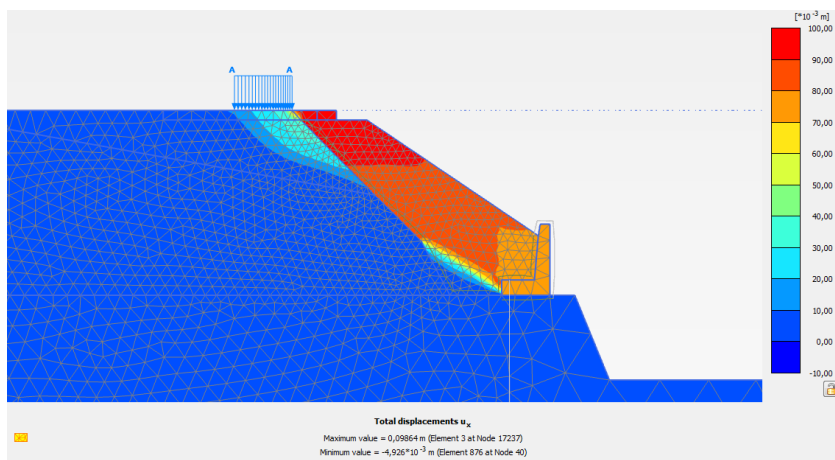 [*10⁻³ m]
100,00
90,00
80,00
70,00
60,00
50,00
40,00
30,00
20,00
10,00
0,00
-10,00
A A
Total displacements uₓ
Maximum value = 0,09864 m (Element 3 at Node 17237)
Minimum value = -4,926*10⁻³ m (Element 876 at Node 40)